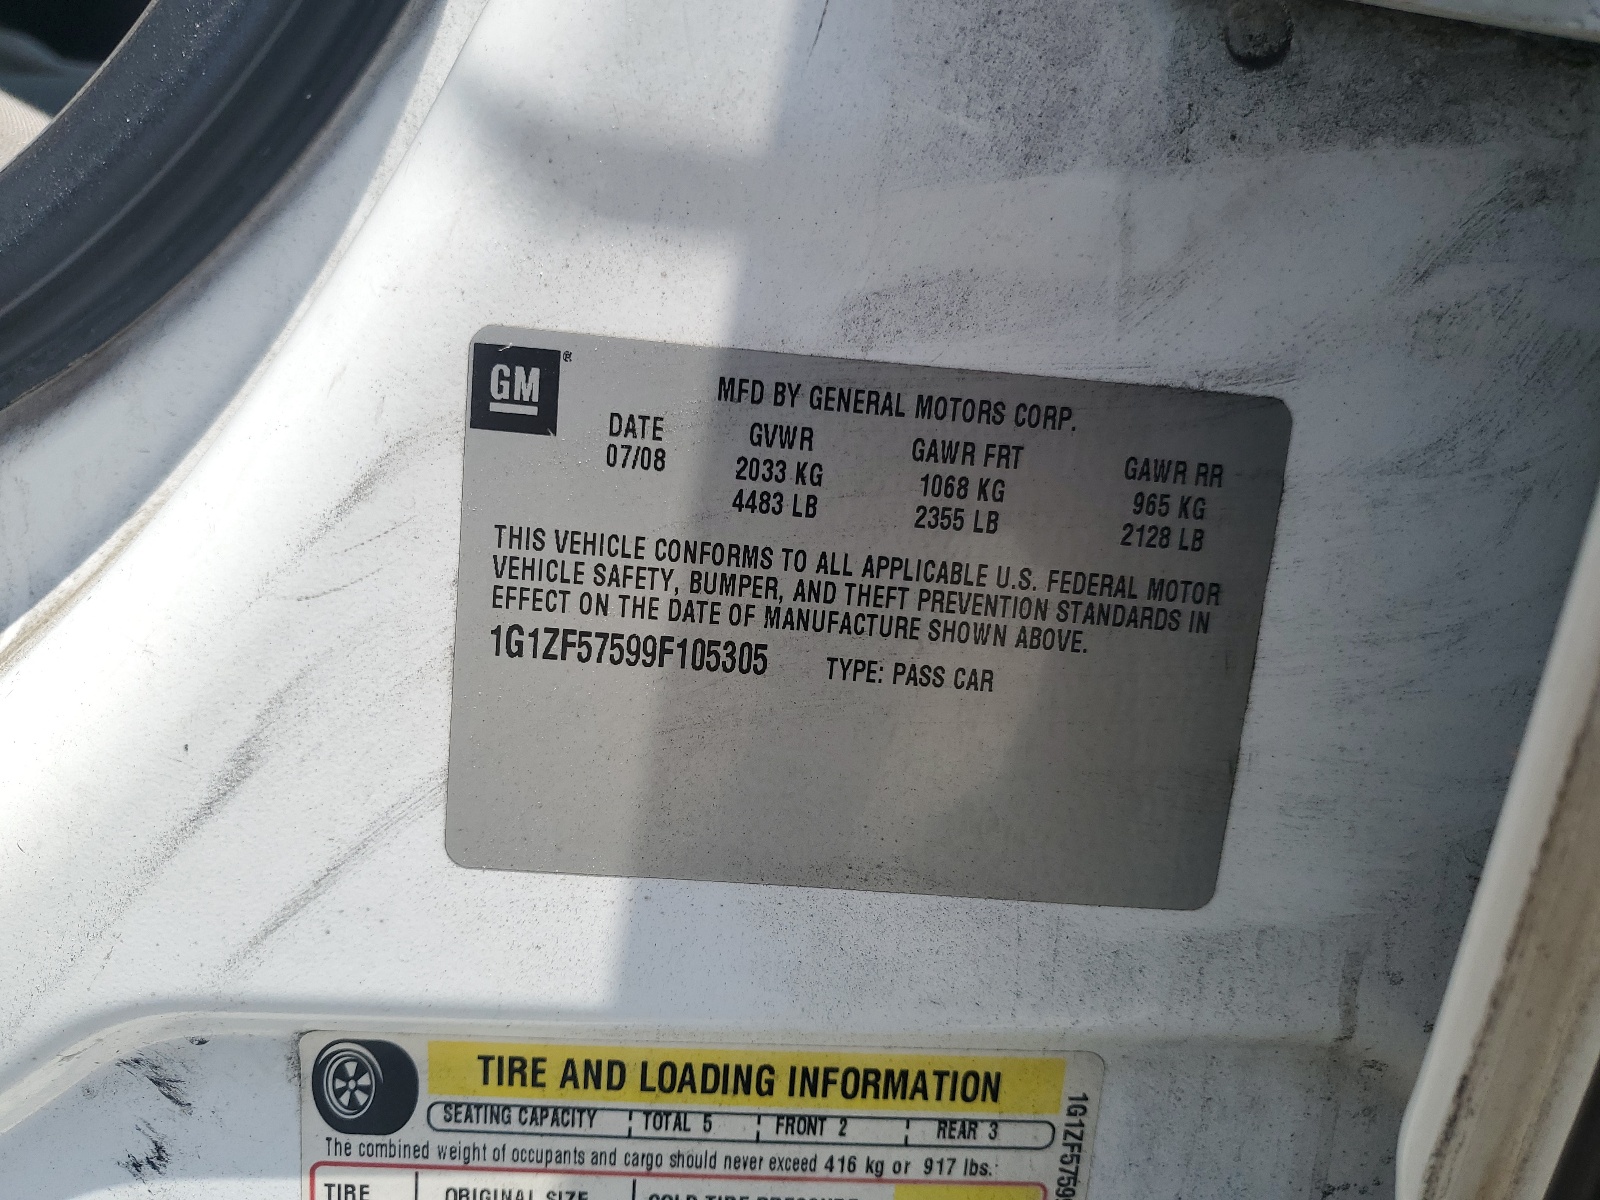 GM ®
MFD BY GENERAL MOTORS CORP.
DATE GVWR GAWR FRT GAWR RR
07/08 2033 KG 1068 KG 965 KG
4483 LB 2355 LB 2128 LB
THIS VEHICLE CONFORMS TO ALL APPLICABLE U.S. FEDERAL MOTOR
VEHICLE SAFETY, BUMPER, AND THEFT PREVENTION STANDARDS IN
EFFECT ON THE DATE OF MANUFACTURE SHOWN ABOVE.
1G1ZF57599F105305 TYPE: PASS CAR
TIRE AND LOADING INFORMATION
SEATING CAPACITY TOTAL 5 FRONT 2 REAR 3
The combined weight of occupants and cargo should never exceed 416 kg or 917 lbs.
TIRE ORIGINAL SIZE COLD TIRE PRESSURE
1G1ZF5759